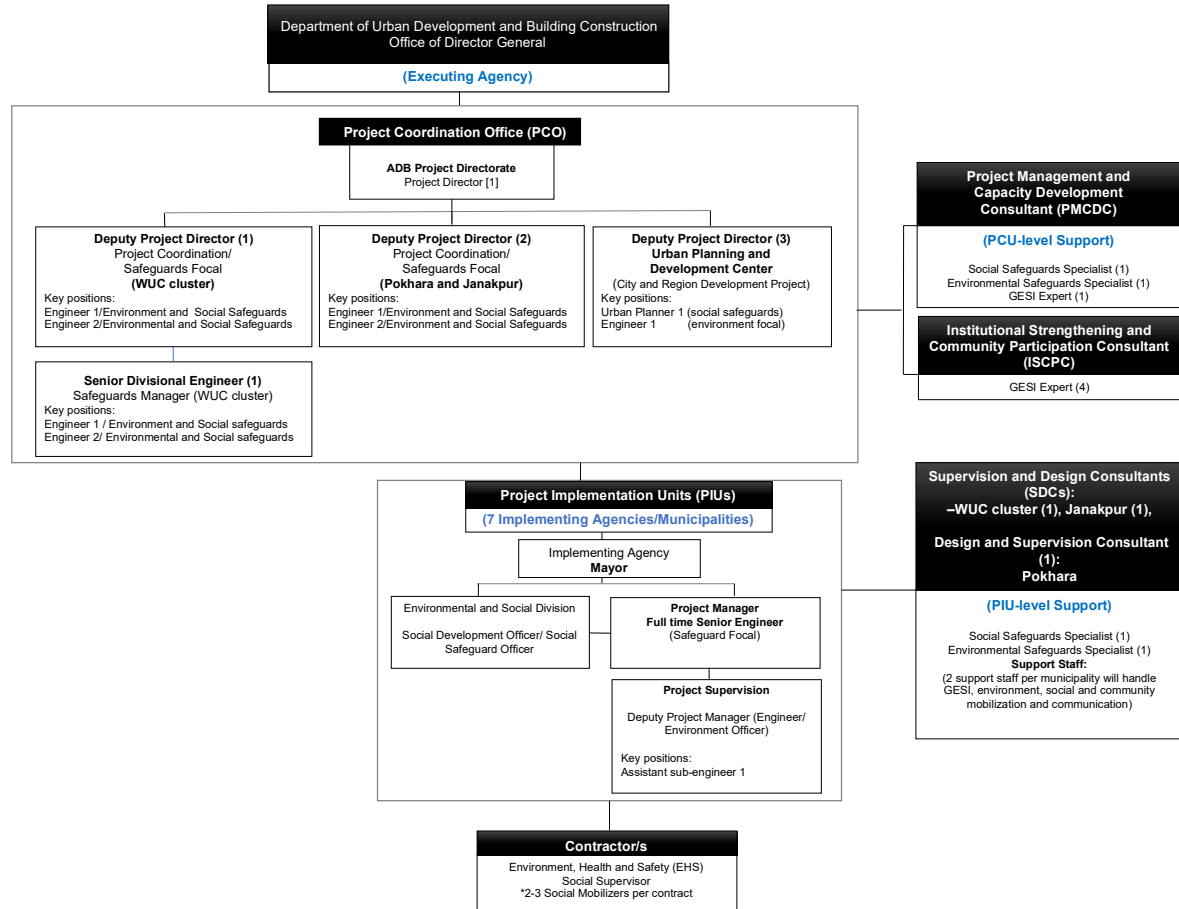 Department of Urban Development and Building Construction
Office of Director General
(Executing Agency)
Project Coordination Office (PCO)
ADB Project Directorate
Project Director [1]
Deputy Project Director (1)
Project Coordination/
Safeguards Focal
(WUC cluster)
Key positions:
Engineer 1/Environment and Social Safeguards
Engineer 2/Environmental and Social Safeguards
Deputy Project Director (2)
Project Coordination/
Safeguards Focal
(Pokhara and Janakpur)
Key positions:
Engineer 1/Environment and Social Safeguards
Engineer 2/Environment and Social Safeguards
Deputy Project Director (3)
Urban Planning and
Development Center
(City and Region Development Project)
Key positions:
Urban Planner 1 (social safeguards)
Engineer 1 (environment focal)
Senior Divisional Engineer (1)
Safeguards Manager (WUC cluster)
Key positions:
Engineer 1 / Environment and Social safeguards
Engineer 2/ Environmental and Social safeguards
Project Management and
Capacity Development
Consultant (PMCDC)
(PCU-level Support)
Social Safeguards Specialist (1)
Environmental Safeguards Specialist (1)
GESI Expert (1)
Institutional Strengthening and
Community Participation Consultant
(ISCPC)
GESI Expert (4)
Project Implementation Units (PIUs)
(7 Implementing Agencies/Municipalities)
Implementing Agency
Mayor
Environmental and Social Division
Social Development Officer/ Social
Safeguard Officer
Project Manager
Full time Senior Engineer
(Safeguard Focal)
Project Supervision
Deputy Project Manager (Engineer/
Environment Officer)
Key positions:
Assistant sub-engineer 1
Supervision and Design Consultants
(SDCs):
–WUC cluster (1), Janakpur (1),
Design and Supervision Consultant
(1):
Pokhara
(PIU-level Support)
Social Safeguards Specialist (1)
Environmental Safeguards Specialist (1)
Support Staff:
(2 support staff per municipality will handle
GESI, environment, social and community
mobilization and communication)
Contractor/s
Environment, Health and Safety (EHS)
Social Supervisor
*2-3 Social Mobilizers per contract